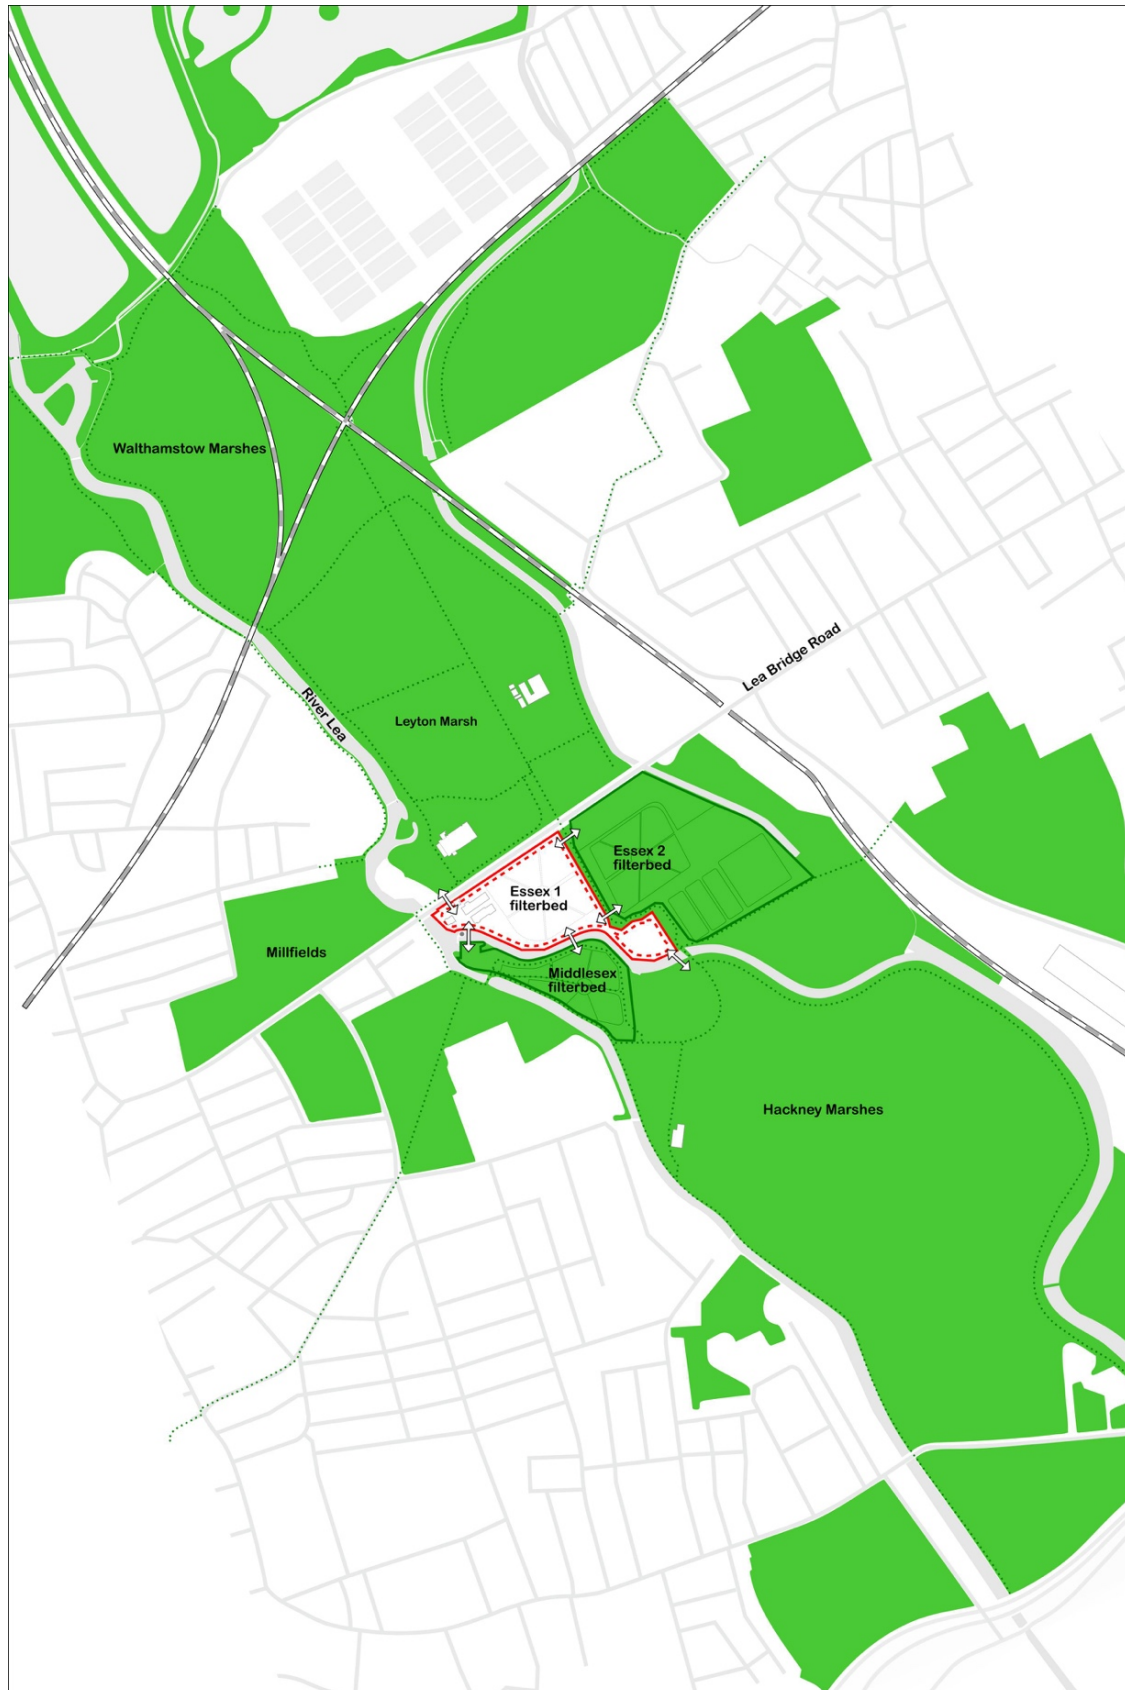 Walthamstow Marshes
Lea Bridge Road
River Lea
Leyton Marsh
Essex 2
filterbed
Essex 1
filterbed
Millfields
Middlesex
filterbed
Hackney Marshes